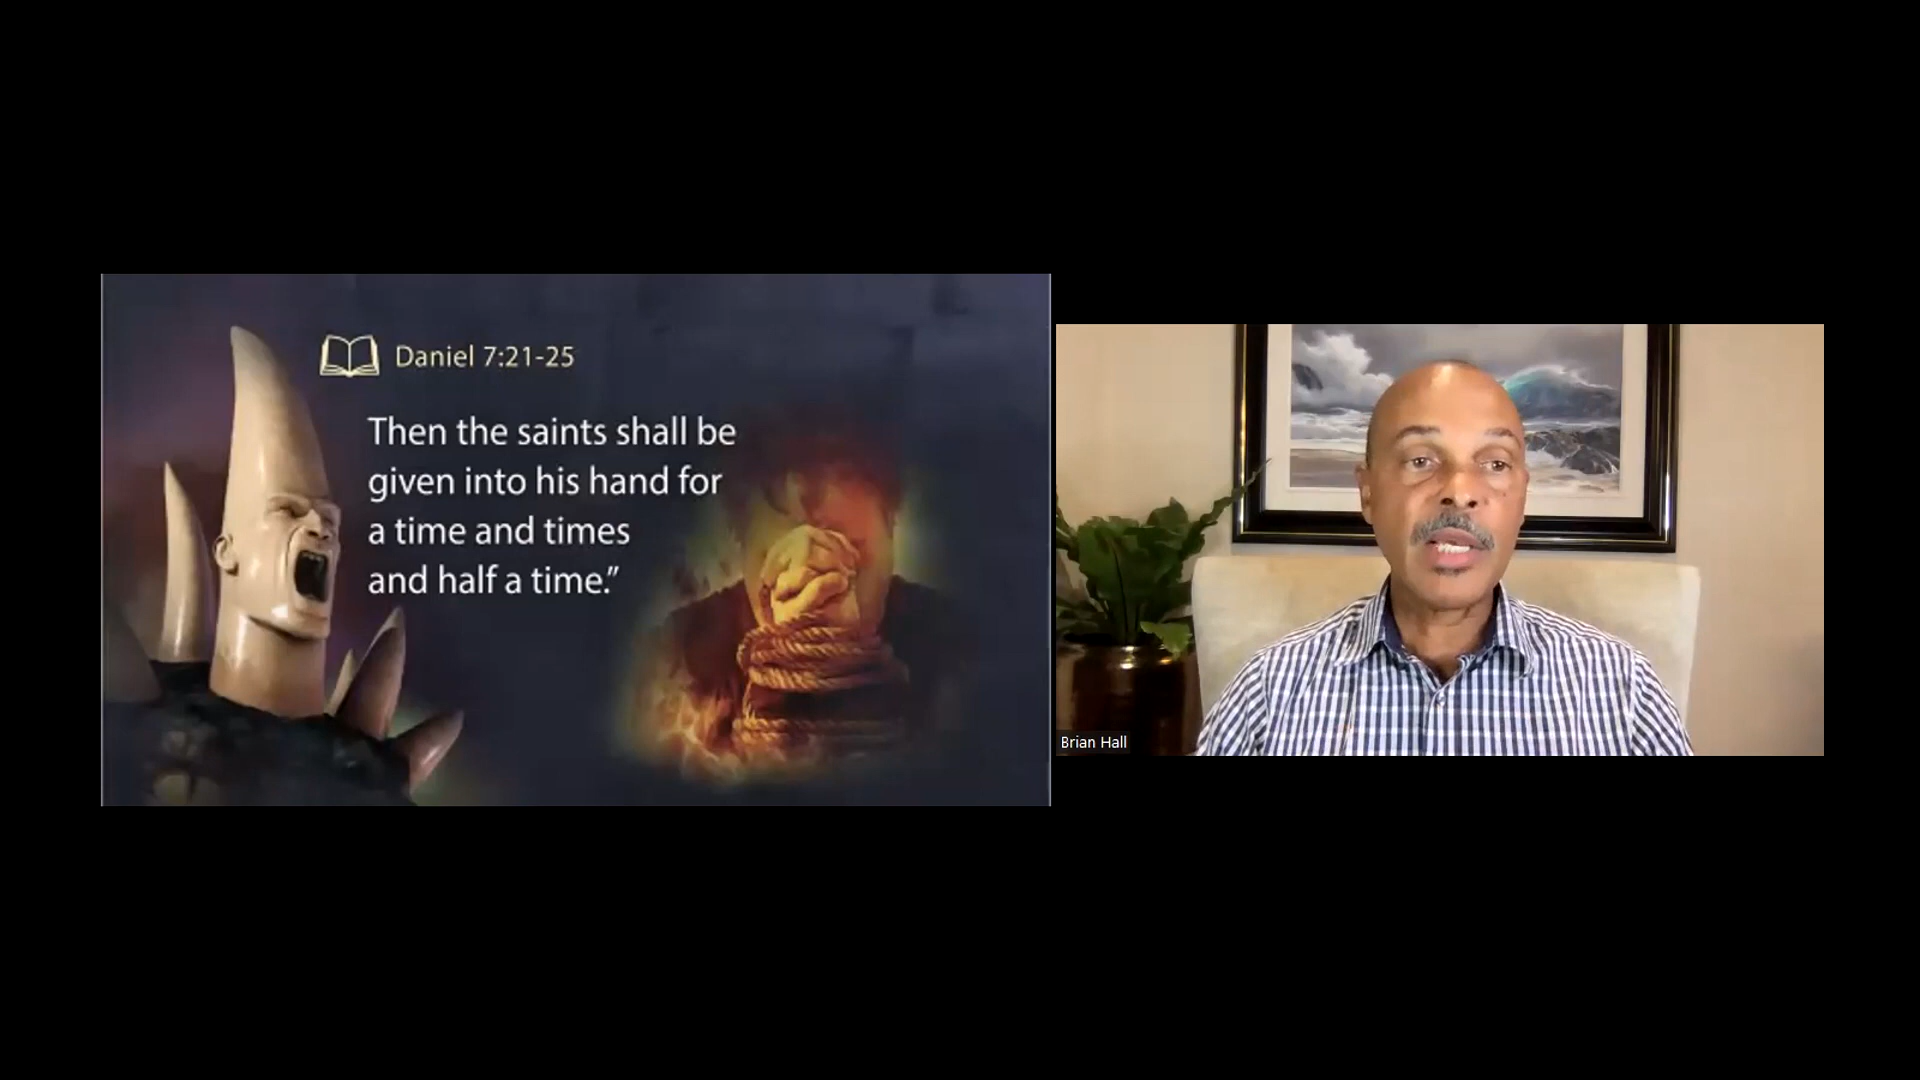 Daniel 7:21-25
Then the saints shall be
given into his hand for
a time and times
and half a time.”
Brian Hall